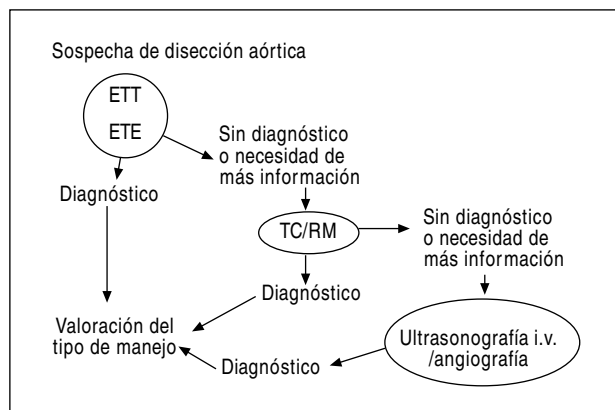 Sospecha de disección aórtica
ETT
ETE
Sin diagnóstico
o necesidad de
más información
Diagnóstico
TC/RM
Sin diagnóstico
o necesidad de
más información
Diagnóstico
Valoración del
tipo de manejo
Ultrasonografía i.v.
/angiografía
Diagnóstico